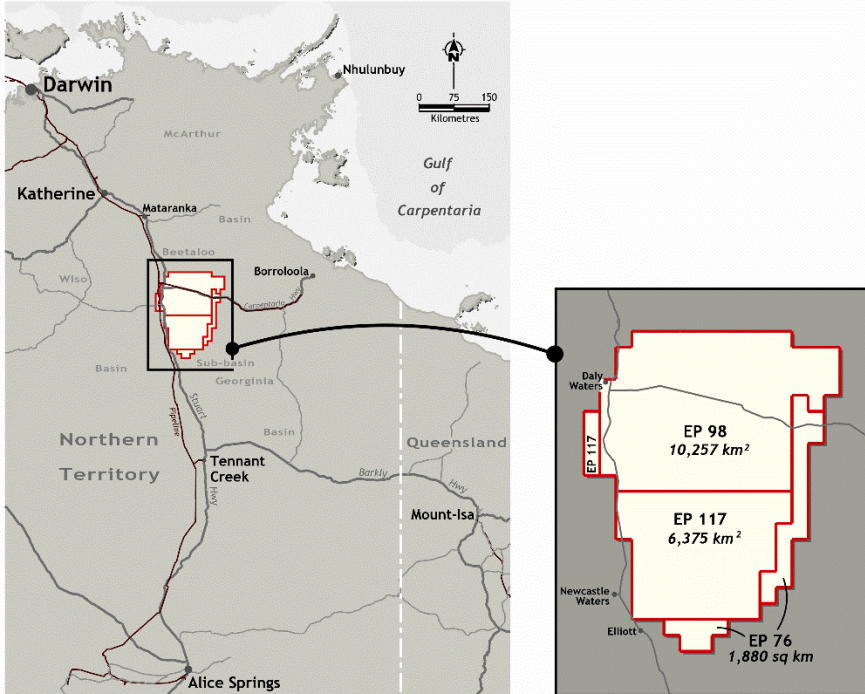 Nhulunbuy
Darwin
0 75 150
Kilometres
McArthur
Gulf
of
Carpentaria
Katherine
Mataranka
Basin
Beetaloo
Borroloola
Wiso
Carpentaria Hwy
Basin
Sub-basin
Georginia
Stuart
Pipeline
Basin
Northern
Territory
Queensland
Tennant
Creek
Barkly
Hwy
Hwy
Mount-Isa
Alice Springs
Daly
Waters
EP 98
10,257 km²
EP 117
EP 117
6,375 km²
Newcastle
Waters
Elliott
EP 76
1,880 sq km
N